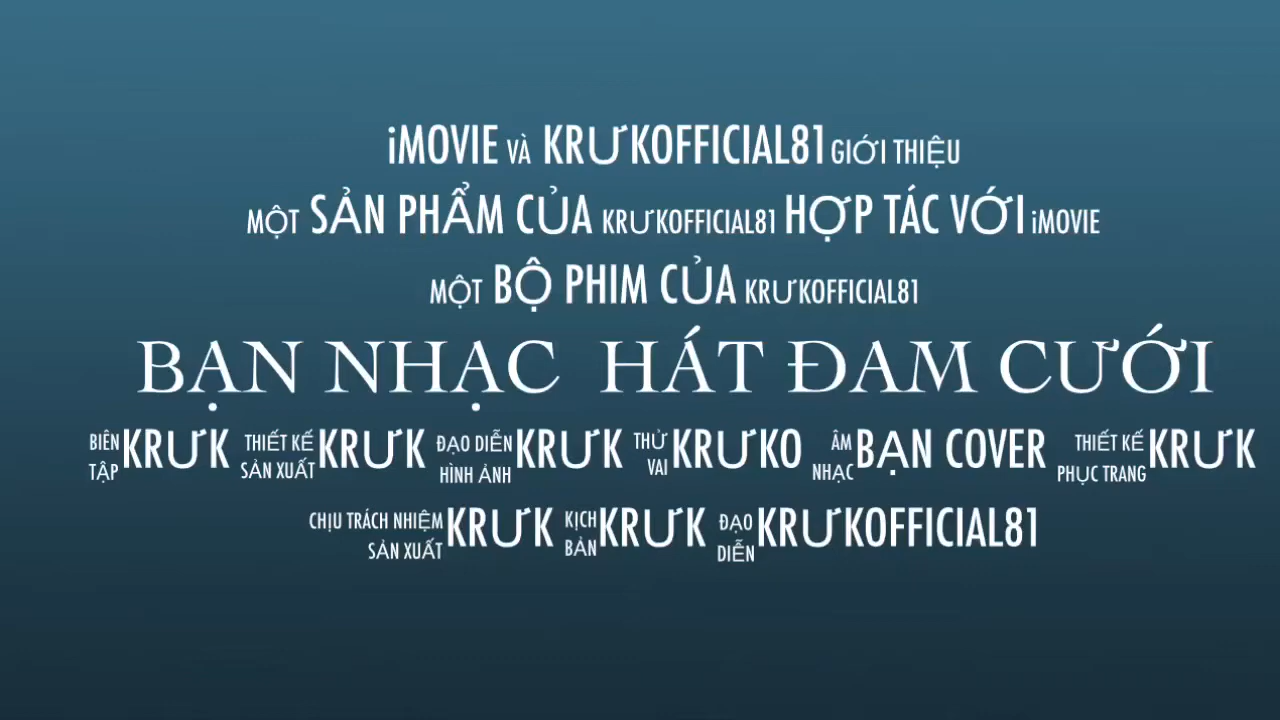 iMOVIE VÀ KRƯKOFFICIAL81 GIỚI THIỆU
MỘT SẢN PHẨM CỦA KRƯKOFFICIAL81 HỢP TÁC VỚI iMOVIE
MỘT BỘ PHIM CỦA KRƯKOFFICIAL81
BẠN NHẠC HÁT ĐAM CƯỚI
BIÊN TẬP KRƯK THIẾT KẾ SẢN XUẤT KRƯK ĐẠO DIỄN HÌNH ẢNH KRƯK THỬ VAI KRƯKO ÂM NHẠC BẠN COVER THIẾT KẾ PHỤC TRANG KRƯK
CHỊU TRÁCH NHIỆM SẢN XUẤT KRƯK KỊCH BẢN KRƯK ĐẠO DIỄN KRƯKOFFICIAL81